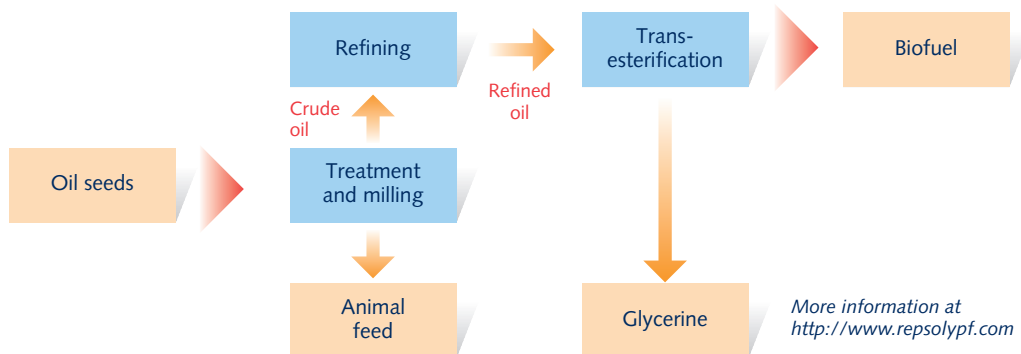 Refining
Trans-
esterification
Biofuel
Crude
oil
Refined
oil
Oil seeds
Treatment
and milling
Animal
feed
Glycerine
More information at
http://www.repsolypf.com